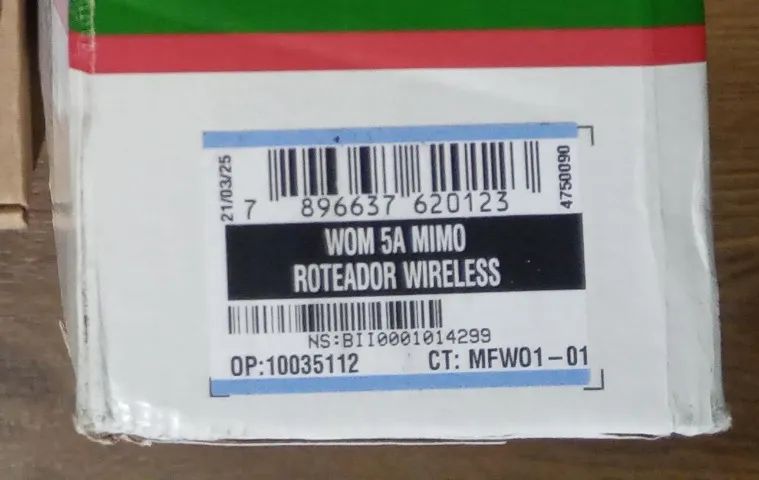 21/03/25
7 896637 620123
4750090
WOM 5A MIMO
ROTEADOR WIRELESS
NS:BII0001014299
OP:10035112 CT: MFW01-01